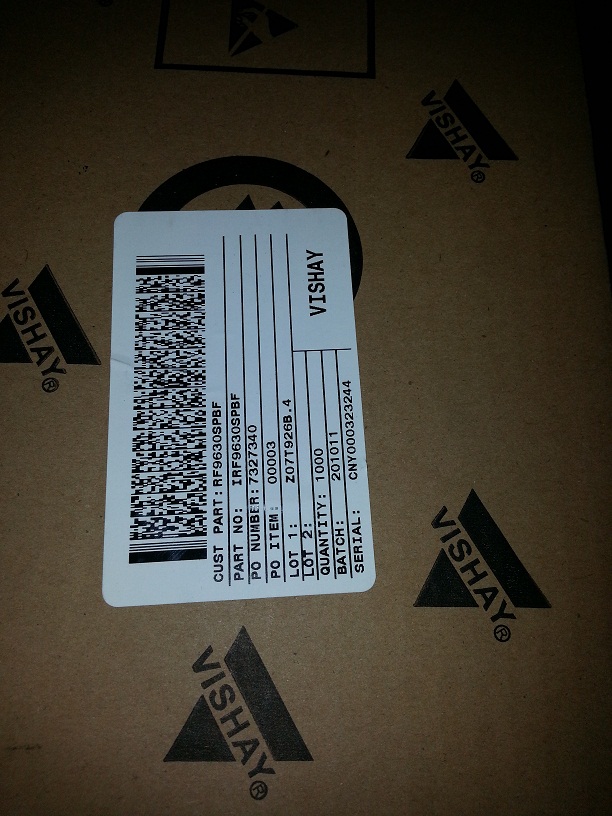 VISHAY®
VISHAY®
VISHAY
CUST PART: RF9630SPBF
PART NO: IRF9630SPBF
PO NUMBER: 7327340
PO ITEM: 00003
LOT 1: Z07T926B.4
LOT 2:
QUANTITY: 1000
BATCH: 201011
SERIAL: CNY000323244
VISHAY®
VISHAY®